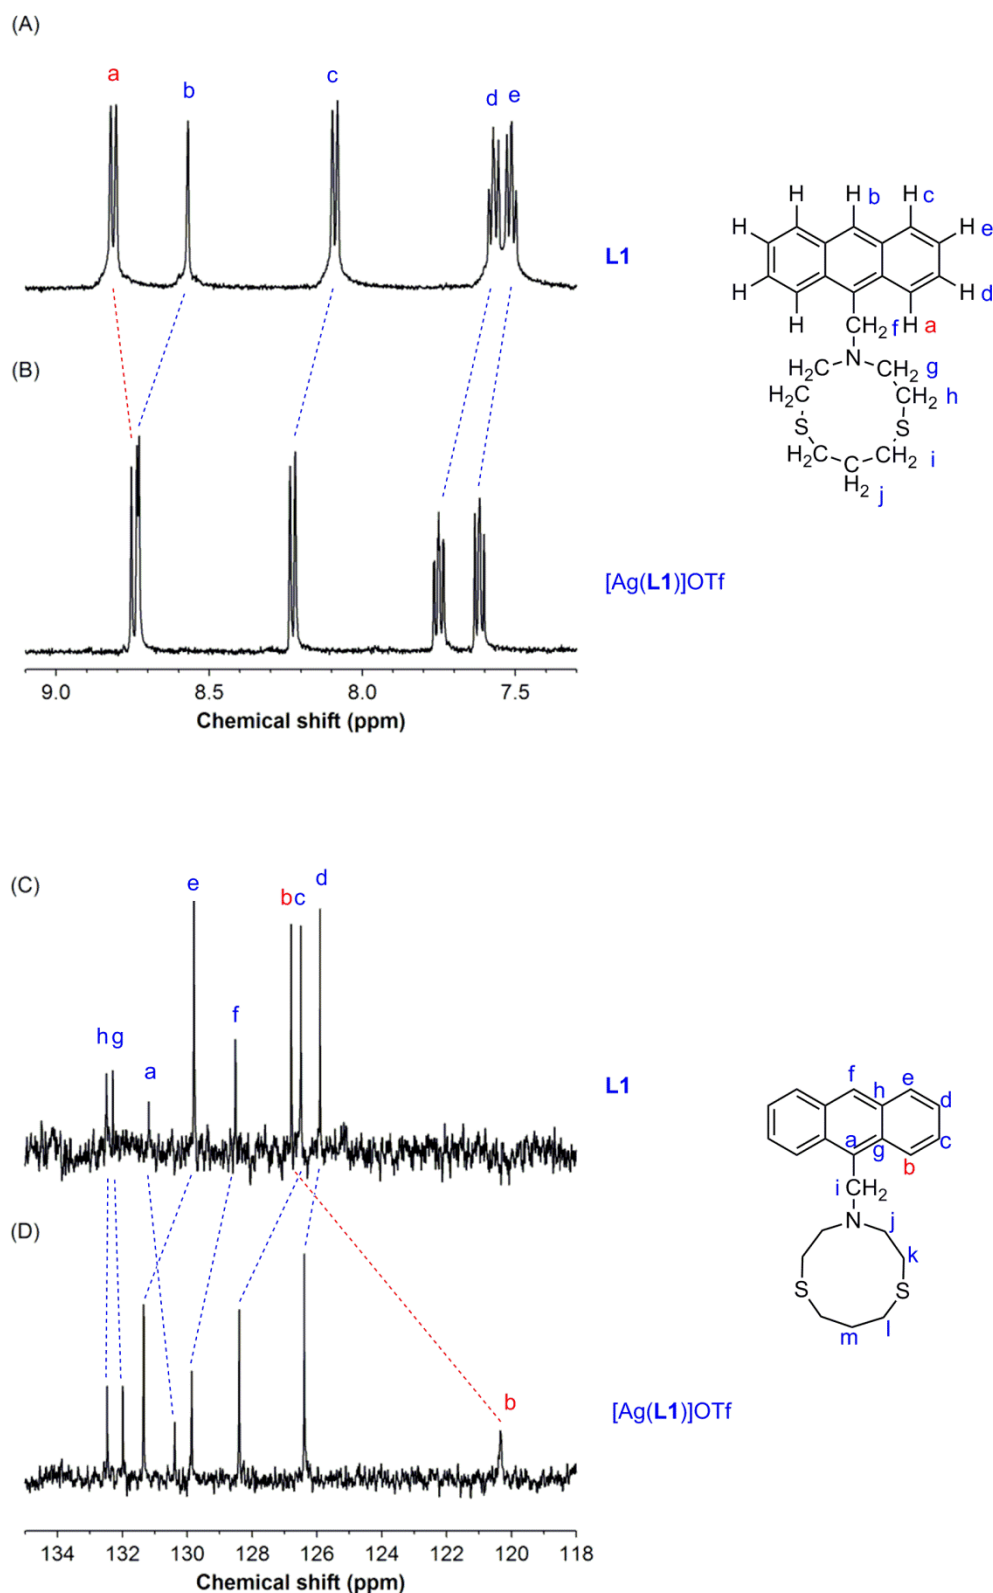 (A)
a
b
c
d
e
L1
H H H H c
b
H H e
H H d
H CH2 f H a
N
H2C CH2 g
H2C CH2 h
S S
H2C C CH2 i
H2 j
(B)
[Ag(L1)]OTf
9.0 8.5 8.0 7.5
Chemical shift (ppm)
(C)
e
b c d
f
h g a
L1
f h e
d
a g c
b
i CH2
N j
k
S S
m l
(D)
b
[Ag(L1)]OTf
134 132 130 128 126 124 122 120 118
Chemical shift (ppm)